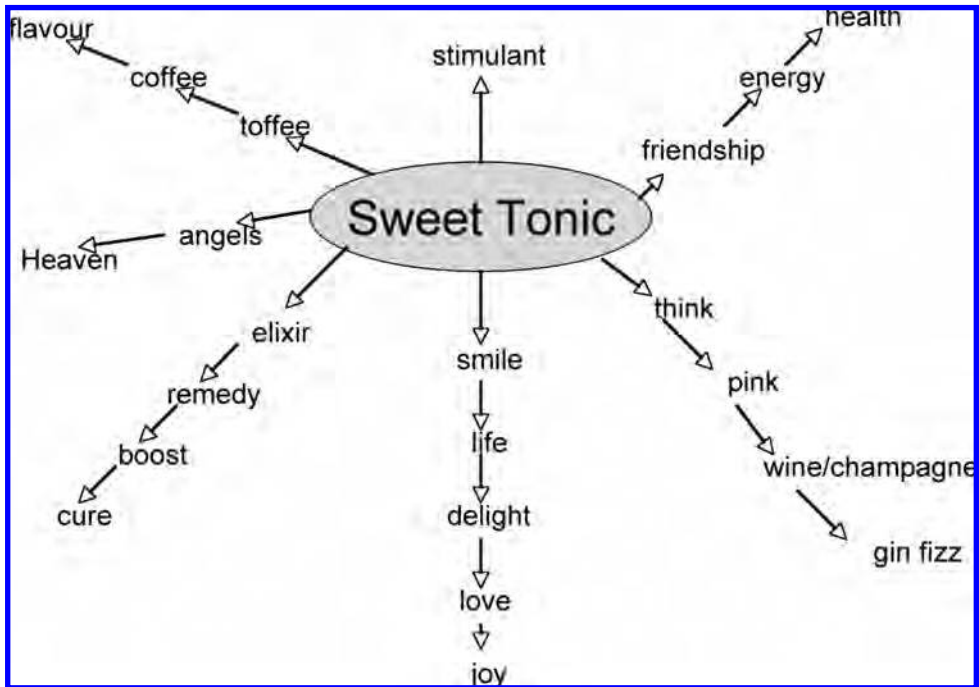 flavour
health
stimulant
coffee
energy
toffee
friendship
Sweet Tonic
angels
Heaven
think
elixir
smile
pink
remedy
life
boost
wine/champagne
cure
delight
gin fizz
love
joy